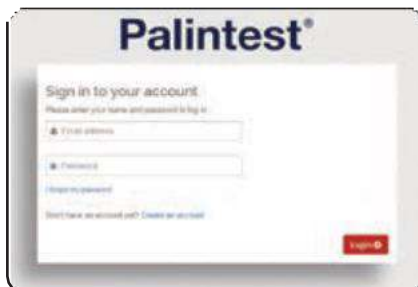 Palintest®
Sign in to your account
Please enter your name and password to log in
Email address
Password
I forgot my password
Don't have an account yet? Create an account
Login